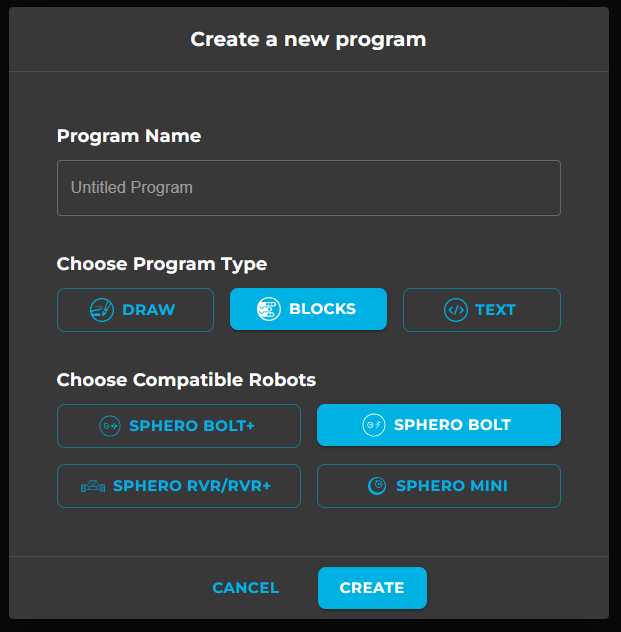 Create a new program
Program Name
Untitled Program
Choose Program Type
DRAW BLOCKS TEXT
Choose Compatible Robots
SPHERO BOLT+ SPHERO BOLT
SPHERO RVR/RVR+ SPHERO MINI
CANCEL CREATE